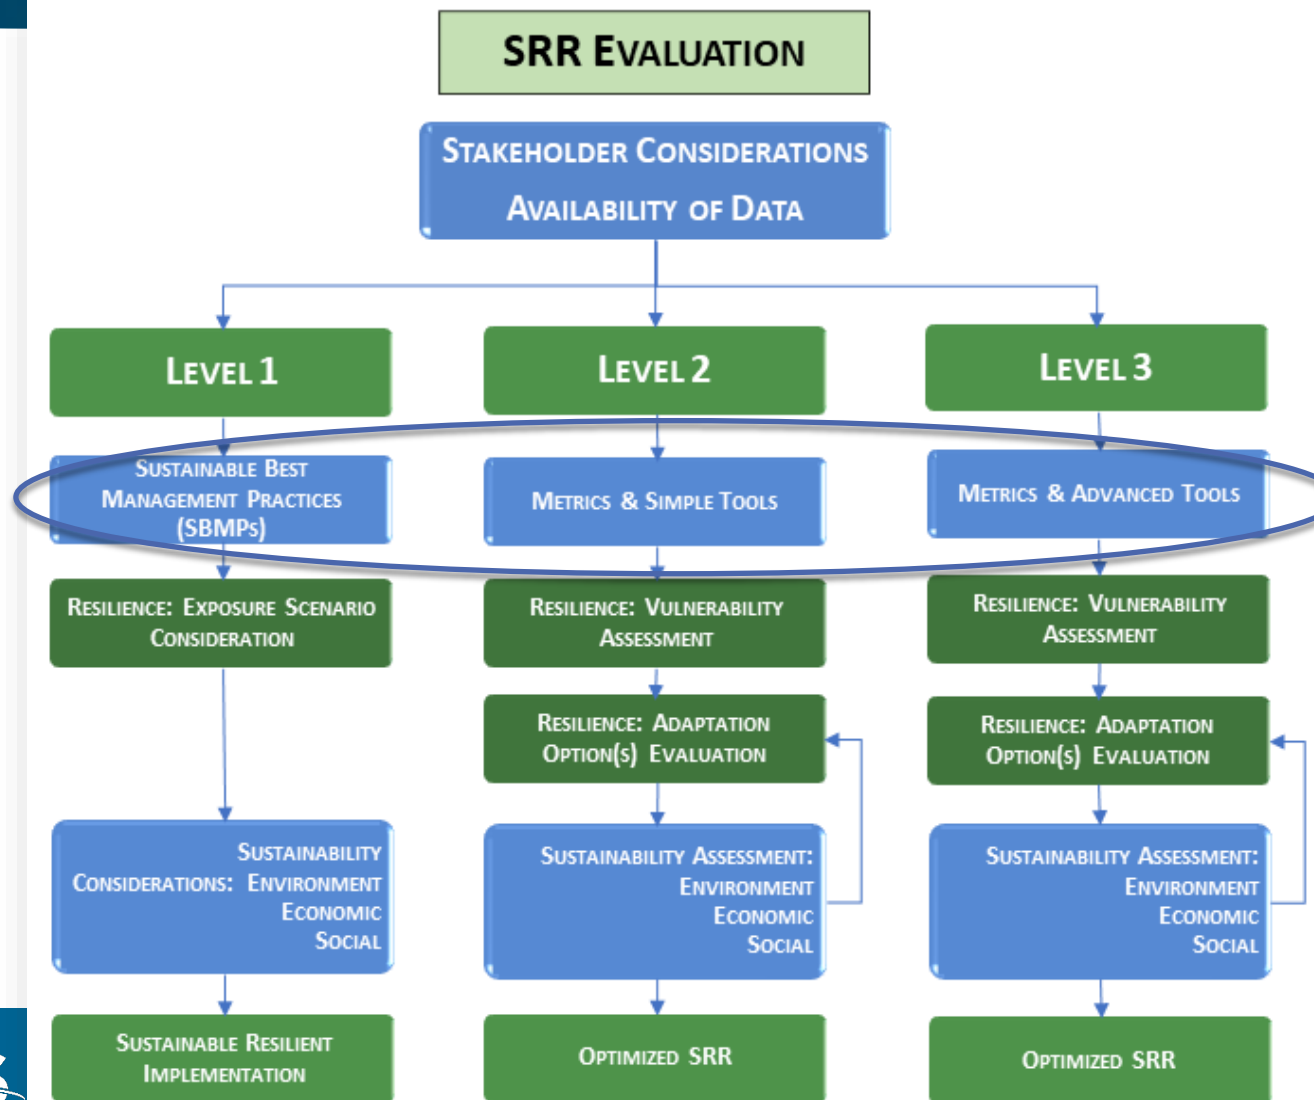 SRR EVALUATION
STAKEHOLDER CONSIDERATIONS
AVAILABILITY OF DATA
LEVEL 1
LEVEL 2
LEVEL 3
SUSTAINABLE BEST
MANAGEMENT PRACTICES
(SBMPS)
METRICS & SIMPLE TOOLS
METRICS & ADVANCED TOOLS
RESILIENCE: EXPOSURE SCENARIO
CONSIDERATION
RESILIENCE: VULNERABILITY
ASSESSMENT
RESILIENCE: VULNERABILITY
ASSESSMENT
RESILIENCE: ADAPTATION
OPTION(S) EVALUATION
RESILIENCE: ADAPTATION
OPTION(S) EVALUATION
SUSTAINABILITY
CONSIDERATIONS: ENVIRONMENT
ECONOMIC
SOCIAL
SUSTAINABILITY ASSESSMENT:
ENVIRONMENT
ECONOMIC
SOCIAL
SUSTAINABILITY ASSESSMENT:
ENVIRONMENT
ECONOMIC
SOCIAL
SUSTAINABLE RESILIENT
IMPLEMENTATION
OPTIMIZED SRR
OPTIMIZED SRR